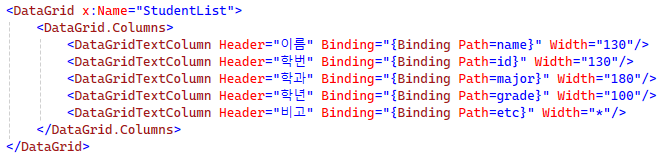 <DataGrid x:Name="StudentList">
    <DataGrid.Columns>
        <DataGridTextColumn Header="이름" Binding="{Binding Path=name}" Width="130"/>
        <DataGridTextColumn Header="학번" Binding="{Binding Path=id}" Width="130"/>
        <DataGridTextColumn Header="학과" Binding="{Binding Path=major}" Width="180"/>
        <DataGridTextColumn Header="학년" Binding="{Binding Path=grade}" Width="100"/>
        <DataGridTextColumn Header="비고" Binding="{Binding Path=etc}" Width="*"/>
    </DataGrid.Columns>
</DataGrid>